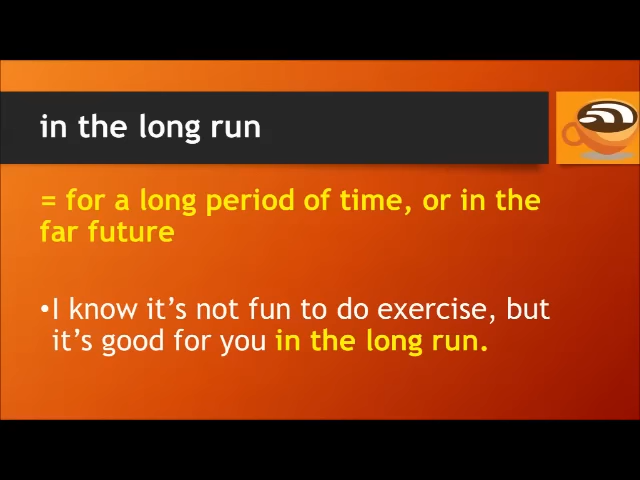 in the long run
= for a long period of time, or in the
far future
•I know it’s not fun to do exercise, but
it’s good for you in the long run.